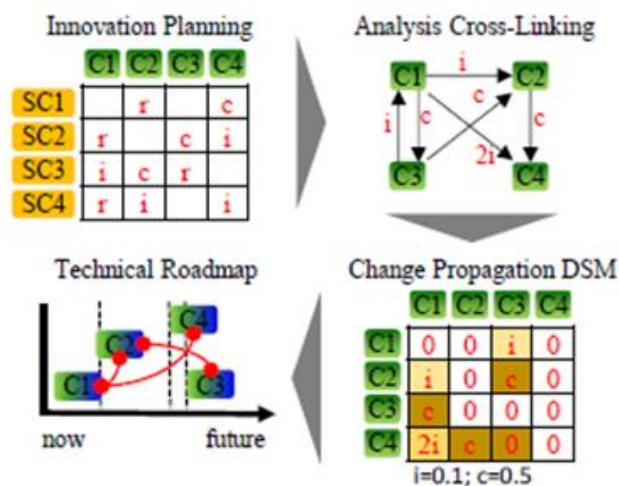 Innovation Planning
C1 C2 C3 C4
SC1 r c
SC2 r c i
SC3 i c r
SC4 r i i
Analysis Cross-Linking
C1 i C2
i c c c
2i
C3 C4
Technical Roadmap
C4
C2
C1 C3
now future
Change Propagation DSM
C1 C2 C3 C4
C1 0 0 i 0
C2 i 0 c 0
C3 c 0 0 0
C4 2i c 0 0
i=0.1; c=0.5